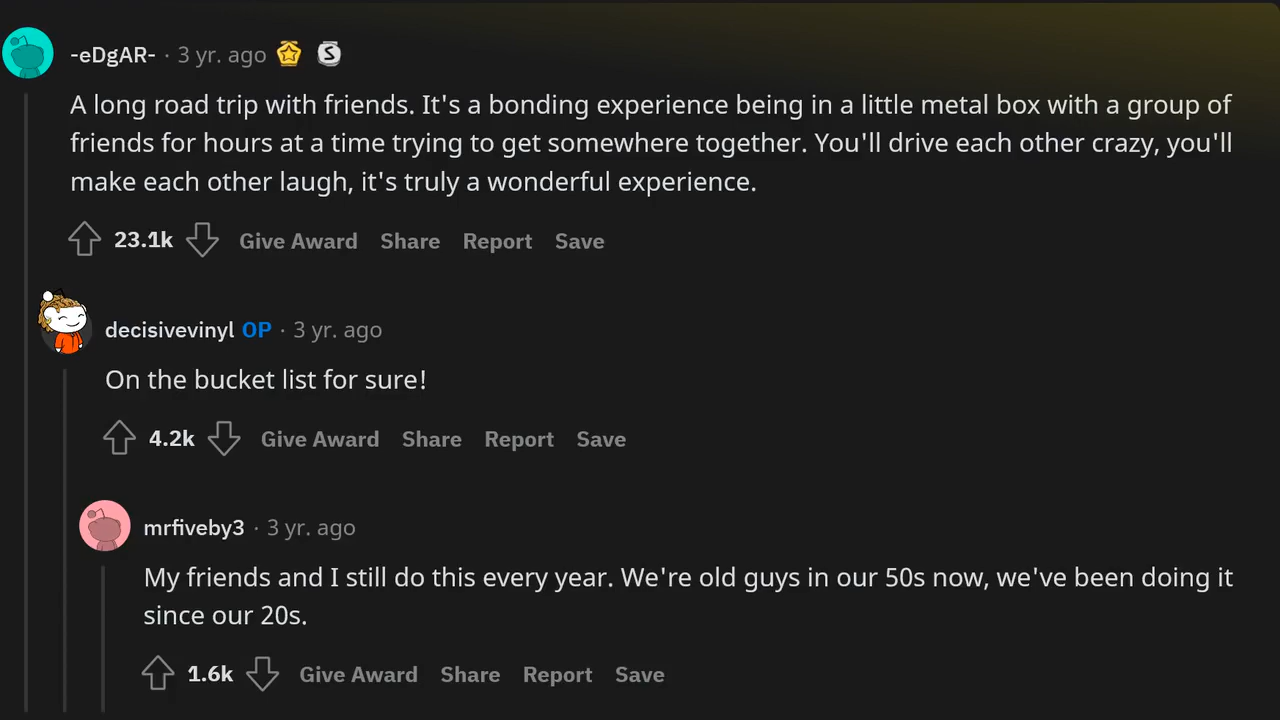 -eDgAR- · 3 yr. ago S
A long road trip with friends. It's a bonding experience being in a little metal box with a group of
friends for hours at a time trying to get somewhere together. You'll drive each other crazy, you'll
make each other laugh, it's truly a wonderful experience.
23.1k Give Award Share Report Save
decisivevinyl OP · 3 yr. ago
On the bucket list for sure!
4.2k Give Award Share Report Save
mrfiveby3 · 3 yr. ago
My friends and I still do this every year. We're old guys in our 50s now, we've been doing it
since our 20s.
1.6k Give Award Share Report Save